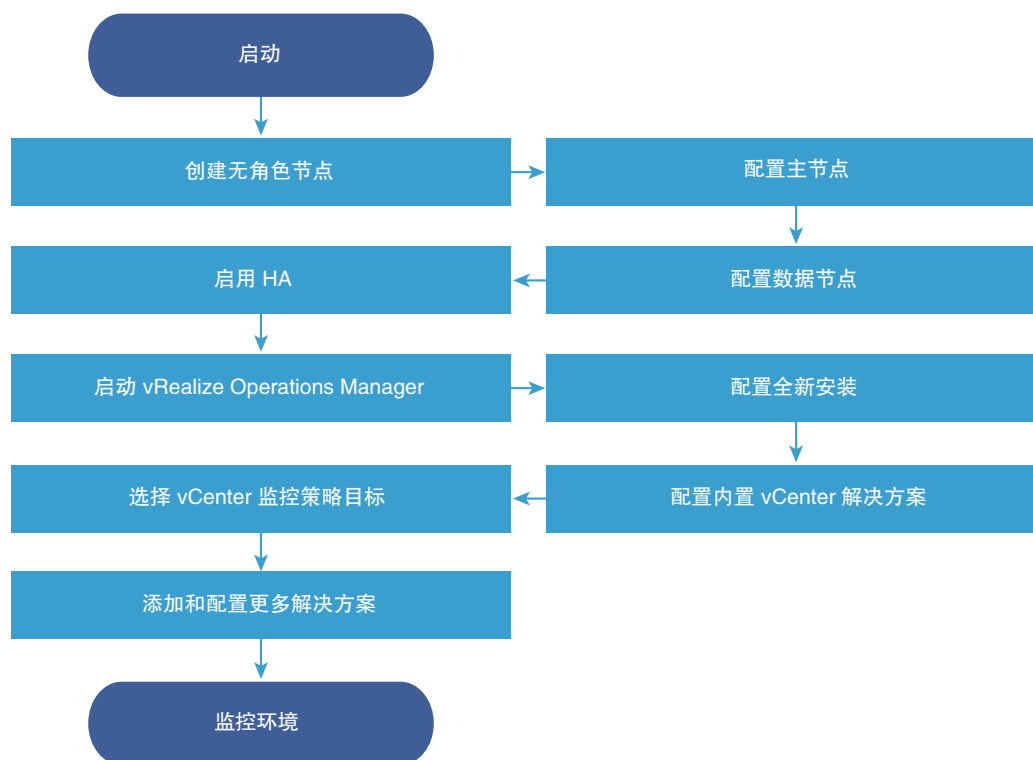 启动
创建无角色节点
配置主节点
启用 HA
配置数据节点
启动 vRealize Operations Manager
配置全新安装
选择 vCenter 监控策略目标
配置内置 vCenter 解决方案
添加和配置更多解决方案
监控环境